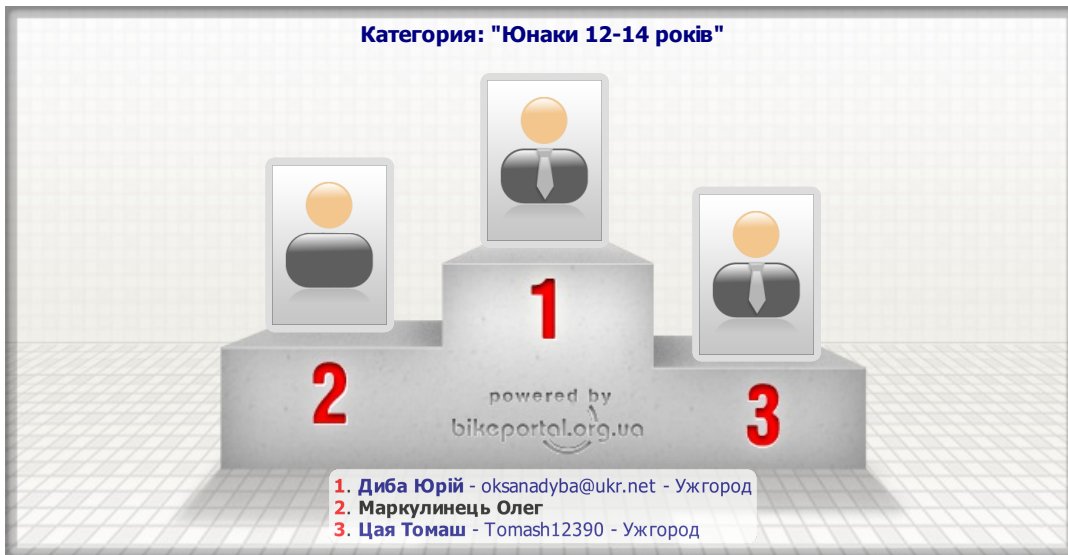 Категория: "Юнаки 12-14 років"
1
2
3
powered by
bikeportal.org.ua
1. Диба Юрій - oksanadyba@ukr.net - Ужгород
2. Маркулинець Олег
3. Цая Томаш - Tomash12390 - Ужгород